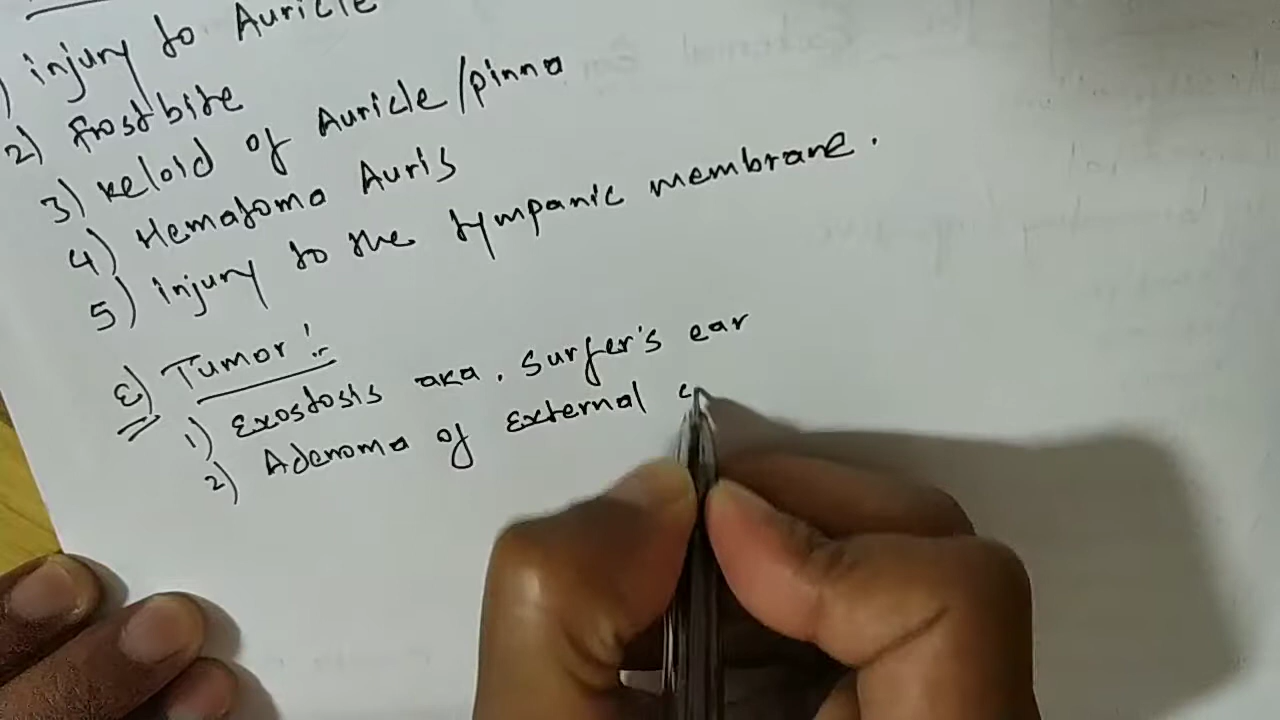 ) injury to Auricle
2) Frostbite
3) Keloid of Auricle/pinna
4) Hematoma Auris
5) injury to the tympanic membrane.
E) Tumor :-
1) Exostosis aka. Surfer's ear
2) Adenoma of External